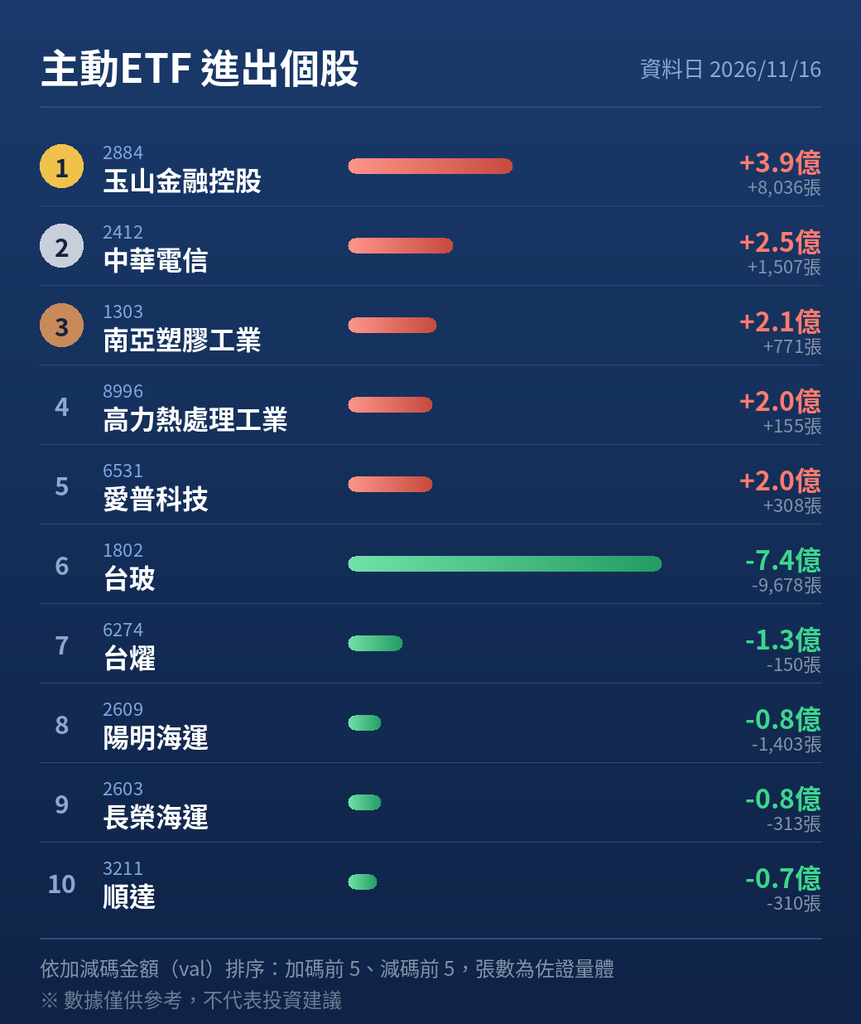 主動ETF 進出個股
資料日 2026/11/16
1
2884
玉山金融控股
+3.9億
+8,036張
2
2412
中華電信
+2.5億
+1,507張
3
1303
南亞塑膠工業
+2.1億
+771張
4
8996
高力熱處理工業
+2.0億
+155張
5
6531
愛普科技
+2.0億
+308張
6
1802
台玻
-7.4億
-9,678張
7
6274
台燿
-1.3億
-150張
8
2609
陽明海運
-0.8億
-1,403張
9
2603
長榮海運
-0.8億
-313張
10
3211
順達
-0.7億
-310張
依加減碼金額（val）排序：加碼前 5、減碼前 5，張數為佐證量體
※ 數據僅供參考，不代表投資建議